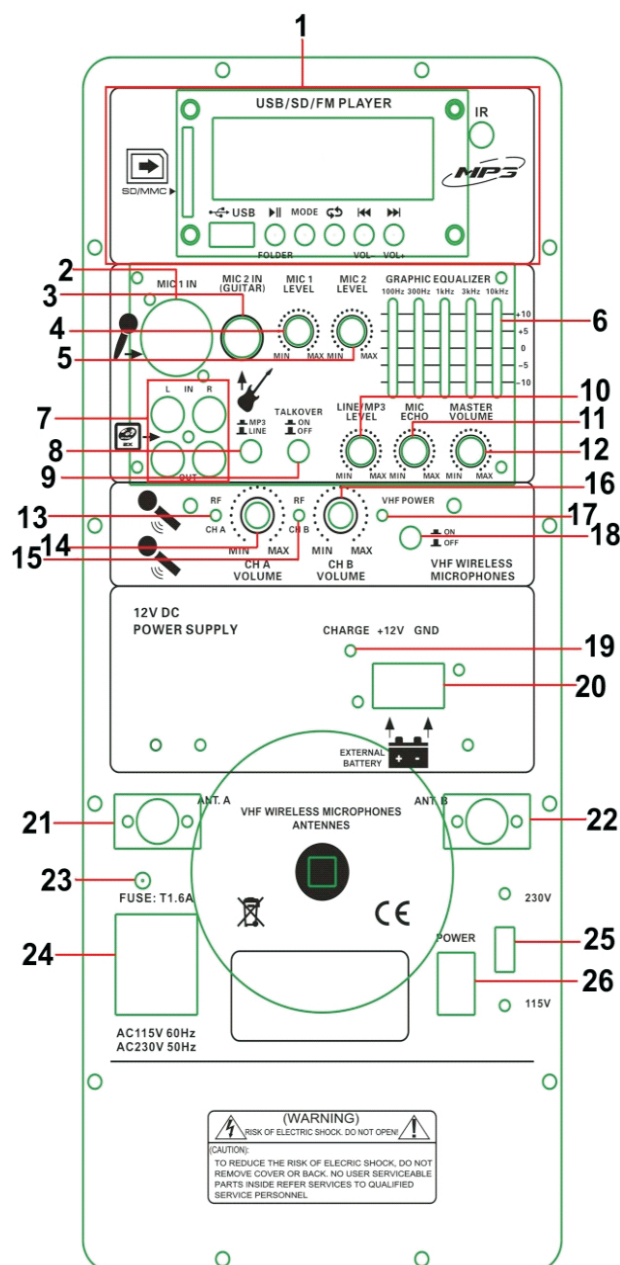 1
USB/SD/FM PLAYER
IR
MP3
SD/MMC
USB MODE
FOLDER VOL- VOL+
2
3
4
5
MIC 1 IN
MIC 2 IN
(GUITAR)
MIC 1
LEVEL
MIC 2
LEVEL
GRAPHIC EQUALIZER
100Hz 300Hz 1kHz 3kHz 10kHz
+10
+5
0
-5
-10
6
MIN MAX MIN MAX
7
8
9
L IN R
OUT
MP3
LINE
TALKOVER
ON
OFF
LINE/MP3
LEVEL
MIC
ECHO
MASTER
VOLUME
MIN MAX MIN MAX MIN MAX
10
11
12
16
13
14
15
RF
CH A
RF
CH B
VHF POWER
ON
OFF
17
18
MIN MAX MIN MAX
CH A
VOLUME
CH B
VOLUME
VHF WIRELESS
MICROPHONES
12V DC
POWER SUPPLY
CHARGE +12V GND
19
20
EXTERNAL
BATTERY
+ -
21
ANT. A
VHF WIRELESS MICROPHONES
ANTENNES
ANT. B
22
23
FUSE: T1.6A
24
CE
POWER
230V
25
26
115V
AC115V 60Hz
AC230V 50Hz
(WARNING)
RISK OF ELECTRIC SHOCK. DO NOT OPEN!
(CAUTION):
TO REDUCE THE RISK OF ELECRIC SHOCK, DO NOT
REMOVE COVER OR BACK. NO USER SERVICEABLE
PARTS INSIDE REFER SERVICES TO QUALIFIED
SERVICE PERSONNEL